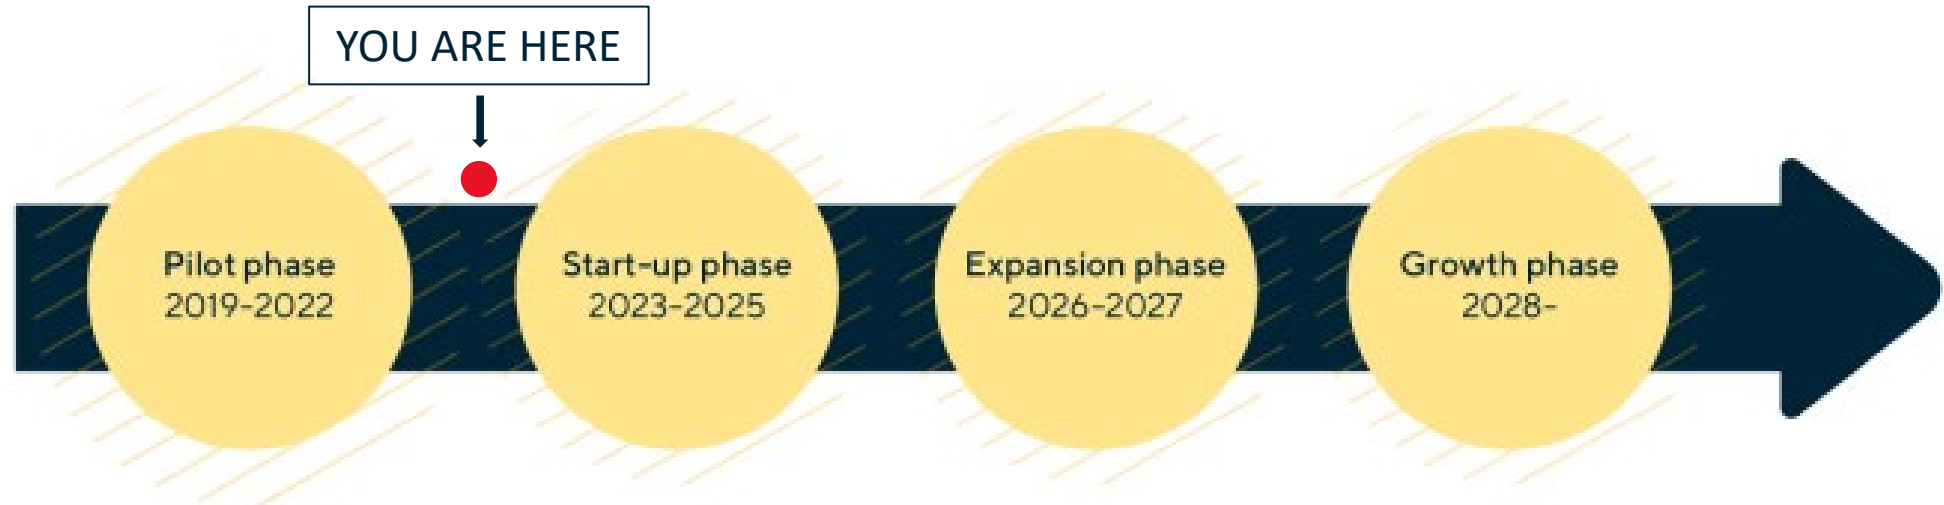 YOU ARE HERE
Pilot phase
2019-2022
Start-up phase
2023-2025
Expansion phase
2026-2027
Growth phase
2028-